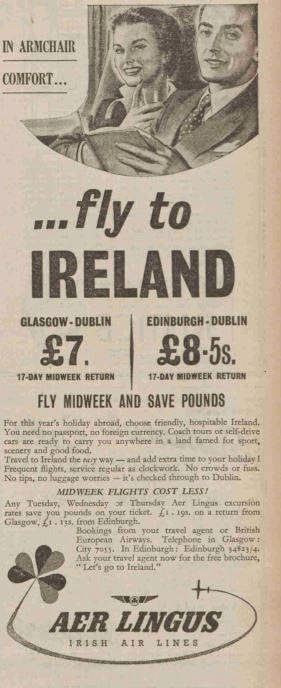 IN ARMCHAIR
COMFORT...
...fly to
IRELAND
GLASGOW-DUBLIN
£7.
17-DAY MIDWEEK RETURN
EDINBURGH-DUBLIN
£8-5s.
17-DAY MIDWEEK RETURN
FLY MIDWEEK AND SAVE POUNDS
For this year's holiday abroad, choose friendly, hospitable Ireland.
You need no passport, no foreign currency. Coach tours or self-drive
cars are ready to carry you anywhere in a land famed for sport,
scenery and good food.
Travel to Ireland the easy way — and add extra time to your holiday!
Frequent flights, service regular as clockwork. No crowds or fuss.
No tips, no luggage worries — it's checked through to Dublin.
MIDWEEK FLIGHTS COST LESS!
Any Tuesday, Wednesday or Thursday Aer Lingus excursion
rates save you pounds on your ticket. £1.19s. on a return from
Glasgow, £1.13s. from Edinburgh.
Bookings from your travel agent or British
European Airways. Telephone in Glasgow:
City 7055. In Edinburgh: Edinburgh 34823/4.
Ask your travel agent now for the free brochure,
"Let's go to Ireland."
AER LINGUS
IRISH AIR LINES